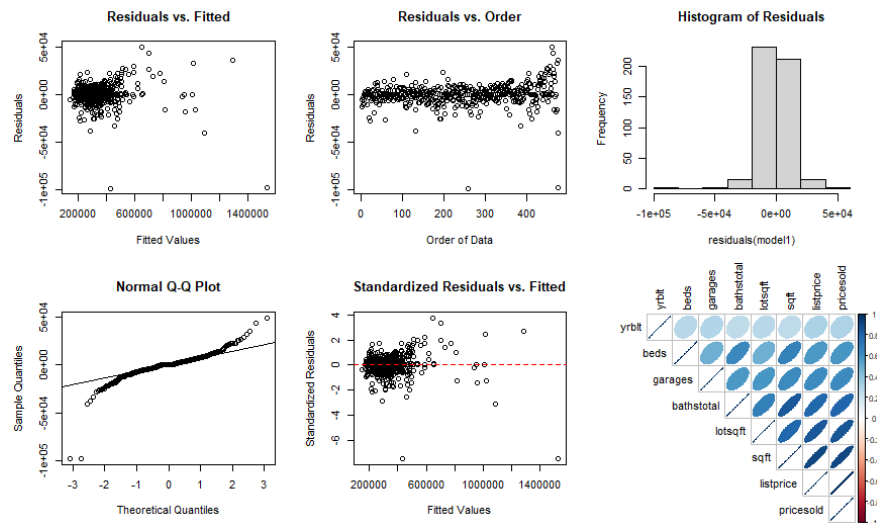 Residuals vs. Fitted
Residuals
-1e+05 -5e+04 0e+00 5e+04
200000 600000 1000000 1400000
Fitted Values
Residuals vs. Order
Residuals
-1e+05 -5e+04 0e+00 5e+04
0 100 200 300 400
Order of Data
Histogram of Residuals
Frequency
0 50 100 150 200
-1e+05 -5e+04 0e+00 5e+04
residuals(model1)
Normal Q-Q Plot
Sample Quantiles
-1e+05 -5e+04 0e+00 5e+04
-3 -2 -1 0 1 2 3
Theoretical Quantiles
Standardized Residuals vs. Fitted
Standardized Residuals
-6 -4 -2 0 2 4
200000 600000 1000000 1400000
Fitted Values
yrblt beds garages bathstotal lotsqft sqft listprice pricesold
yrblt
beds
garages
bathstotal
lotsqft
sqft
listprice
pricesold
1
0.8
0.6
0.4
0.2
0